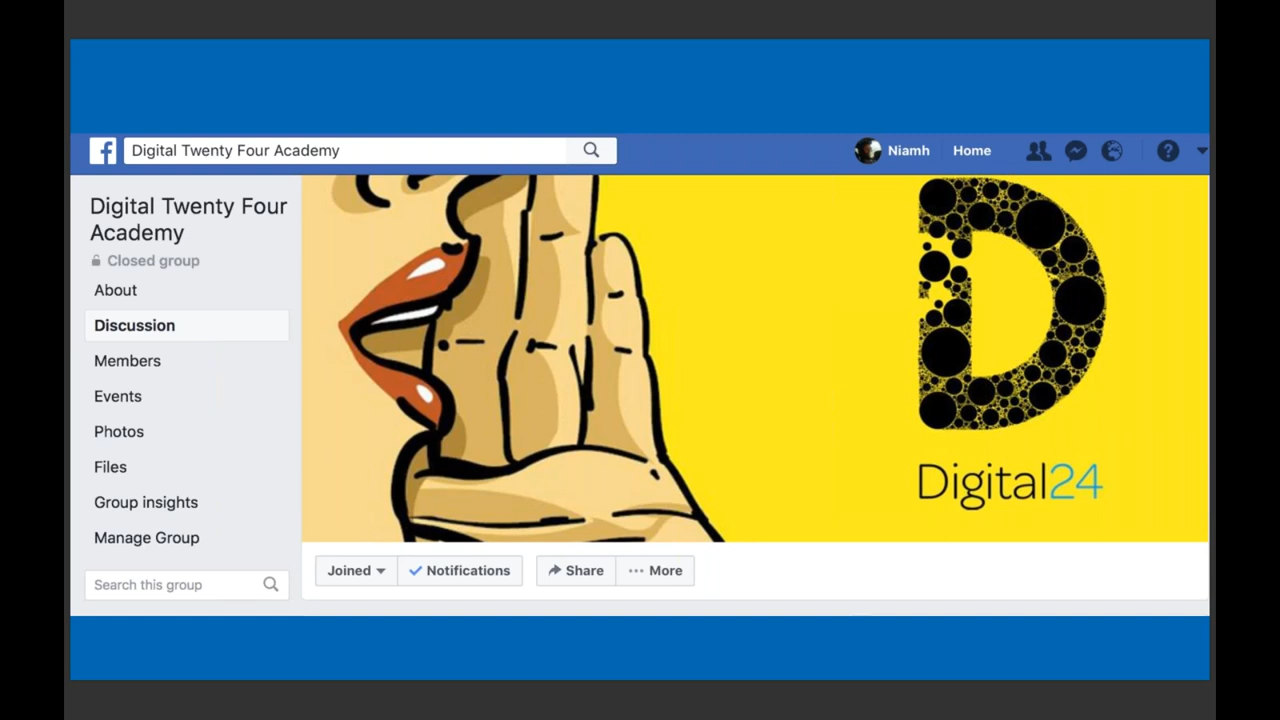 Digital Twenty Four Academy
Niamh
Home
Digital Twenty Four
Academy
Closed group
About
Discussion
Members
Events
Photos
Files
Group insights
Manage Group
Search this group
D
Digital24
Joined
Notifications
Share
More